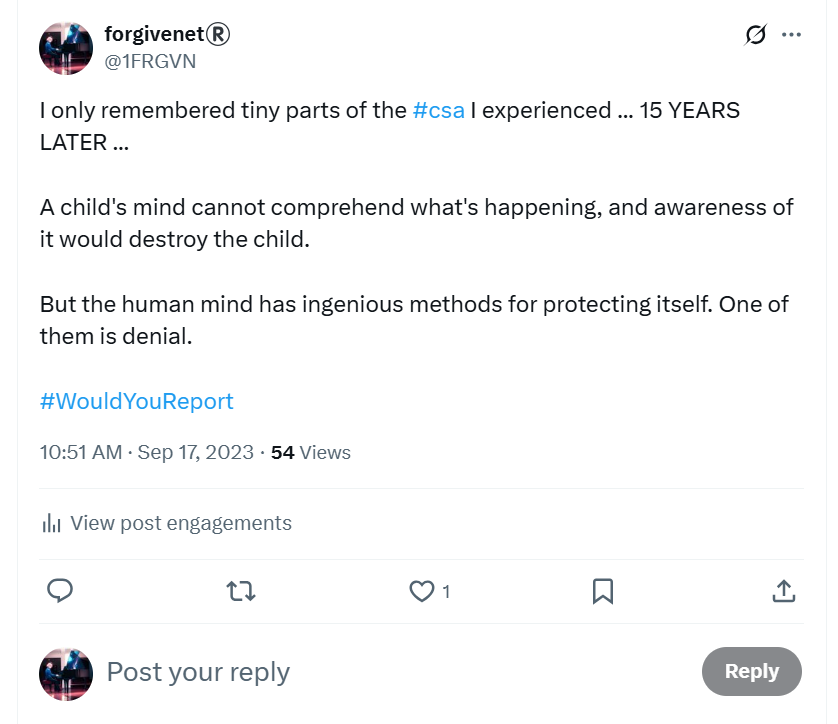 forgivenet®
@1FRGVN
I only remembered tiny parts of the #csa I experienced ... 15 YEARS
LATER ...
A child's mind cannot comprehend what's happening, and awareness of
it would destroy the child.
But the human mind has ingenious methods for protecting itself. One of
them is denial.
#WouldYouReport
10:51 AM · Sep 17, 2023 · 54 Views
View post engagements
1
Post your reply
Reply